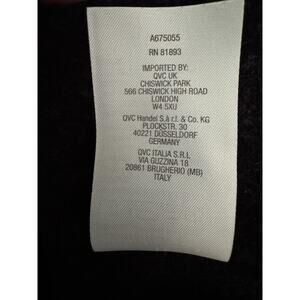 A675055
RN 81893
IMPORTED BY:
QVC UK
CHISWICK PARK
566 CHISWICK HIGH ROAD
LONDON
W4 5XU
QVC Handel S.à r.l. & Co. KG
PLOCKSTR. 30
40221 DÜSSELDORF
GERMANY
QVC ITALIA S.R.L
VIA GUZZINA 18
20861 BRUGHERIO (MB)
ITALY